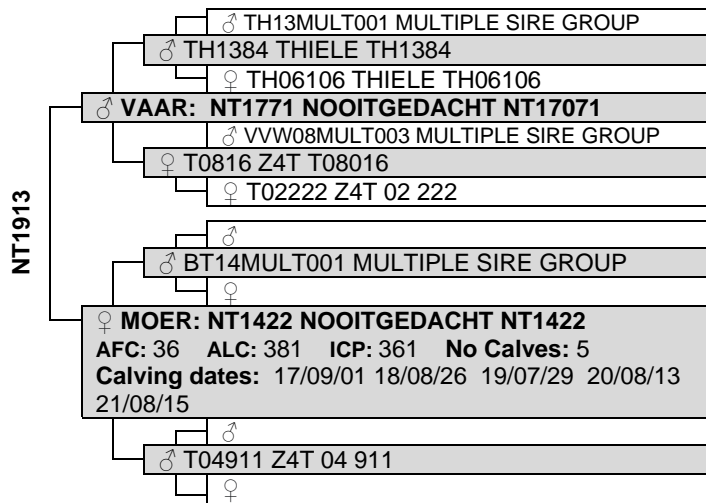 ♂ TH13MULT001 MULTIPLE SIRE GROUP
♂ TH1384 THIELE TH1384
♀ TH06106 THIELE TH06106
♂ VAAR: NT1771 NOOITGEDACHT NT17071
♂ VVW08MULT003 MULTIPLE SIRE GROUP
♀ T0816 Z4T T08016
♀ T02222 Z4T 02 222
NT1913
♂
♂ BT14MULT001 MULTIPLE SIRE GROUP
♀
♀ MOER: NT1422 NOOITGEDACHT NT1422
AFC: 36 ALC: 381 ICP: 361 No Calves: 5
Calving dates: 17/09/01 18/08/26 19/07/29 20/08/13
21/08/15
♂
♂ T04911 Z4T 04 911
♀